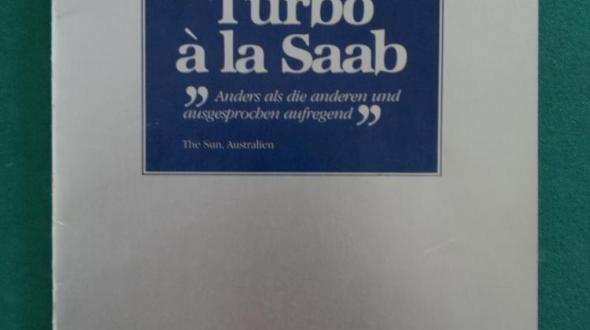 Turbo
à la Saab
„ Anders als die anderen und
ausgesprochen aufregend ”
The Sun, Australien